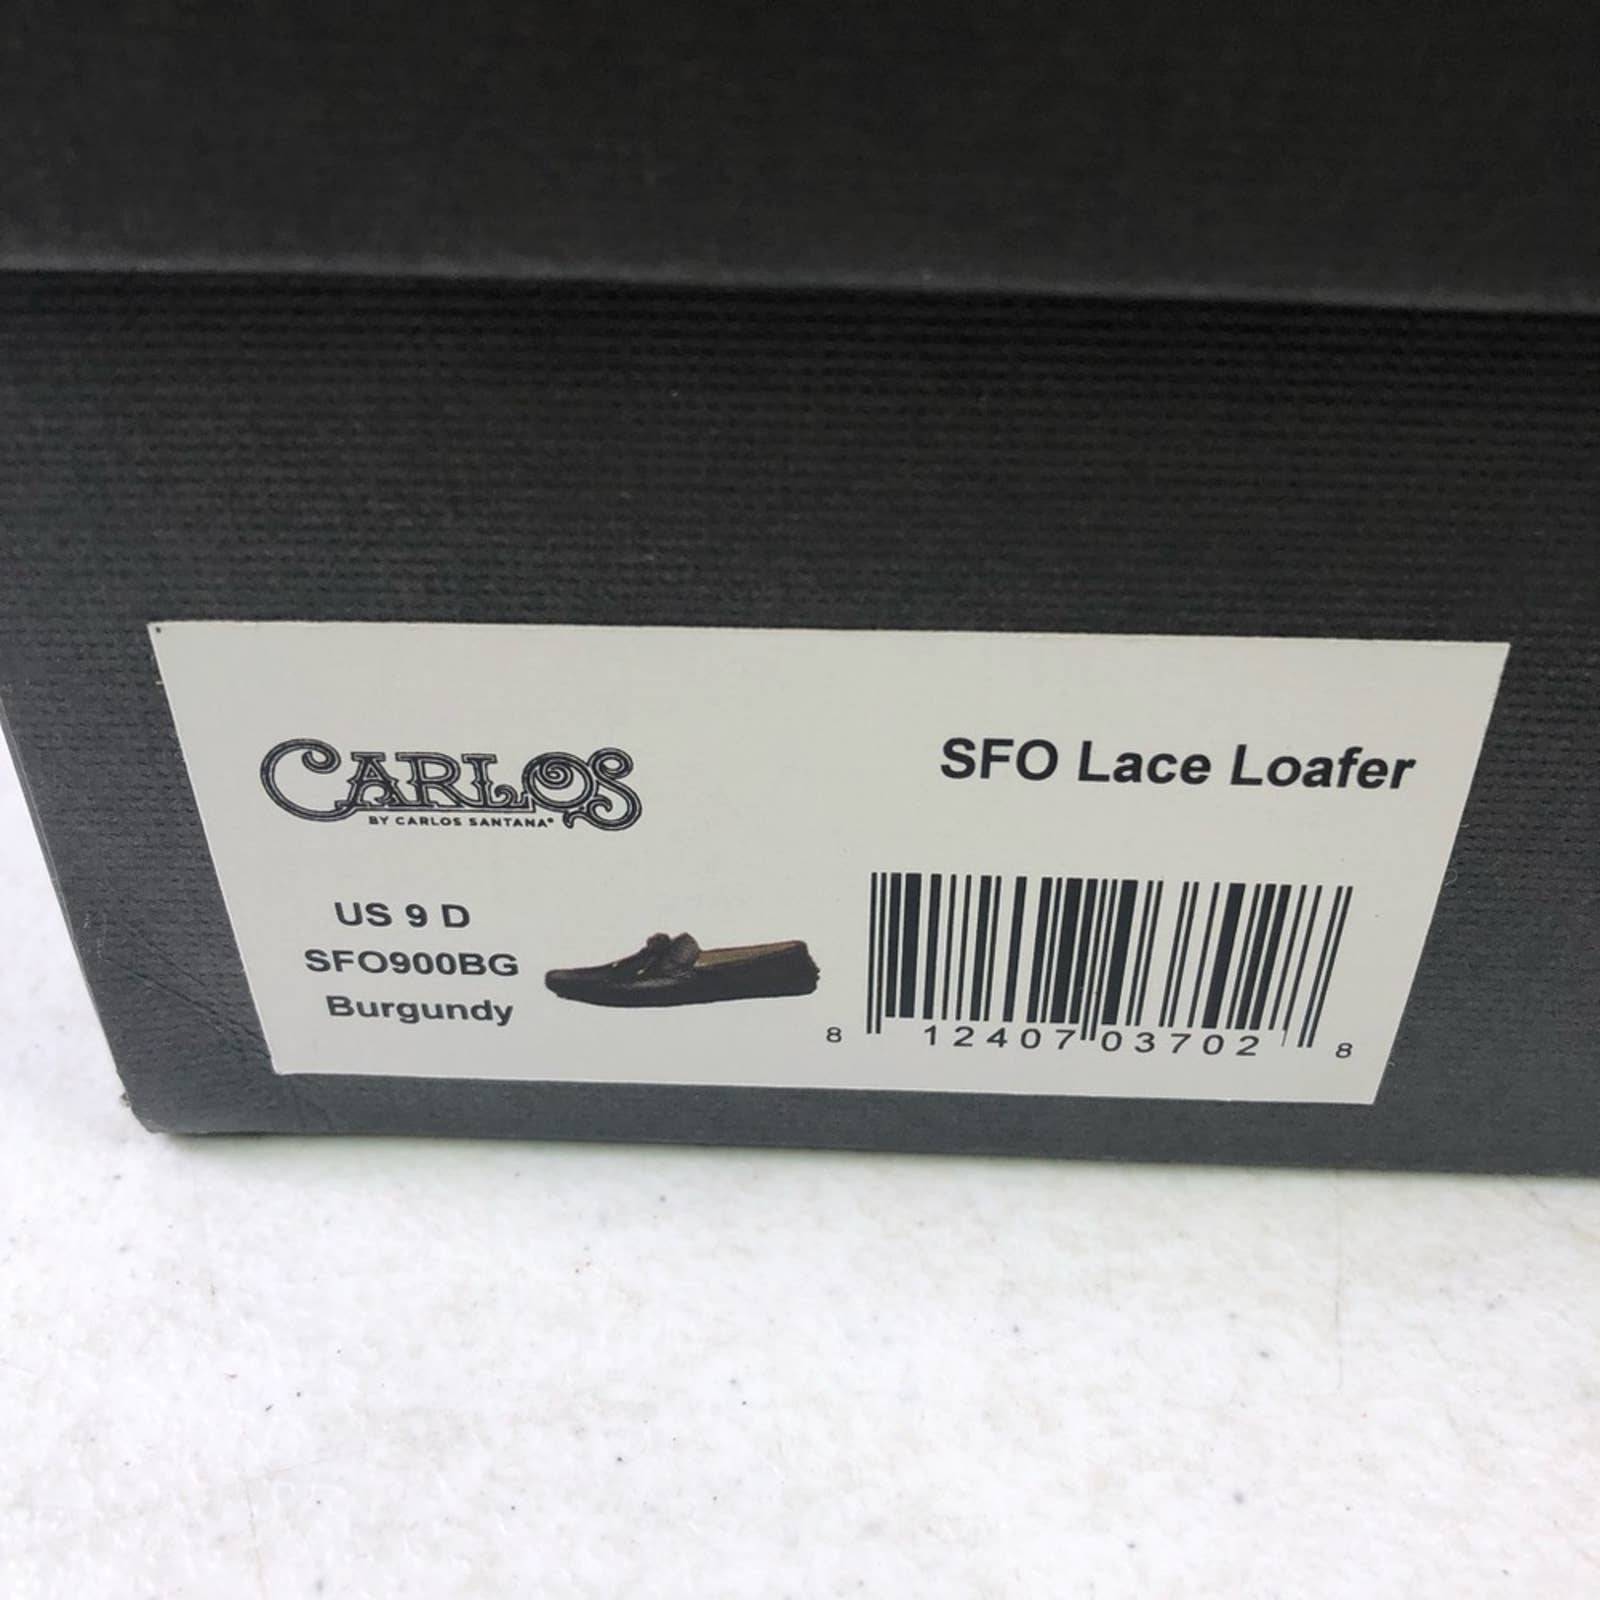 CARLOS
BY CARLOS SANTANA®
SFO Lace Loafer
US 9 D
SFO900BG
Burgundy
8 12407 03702 8